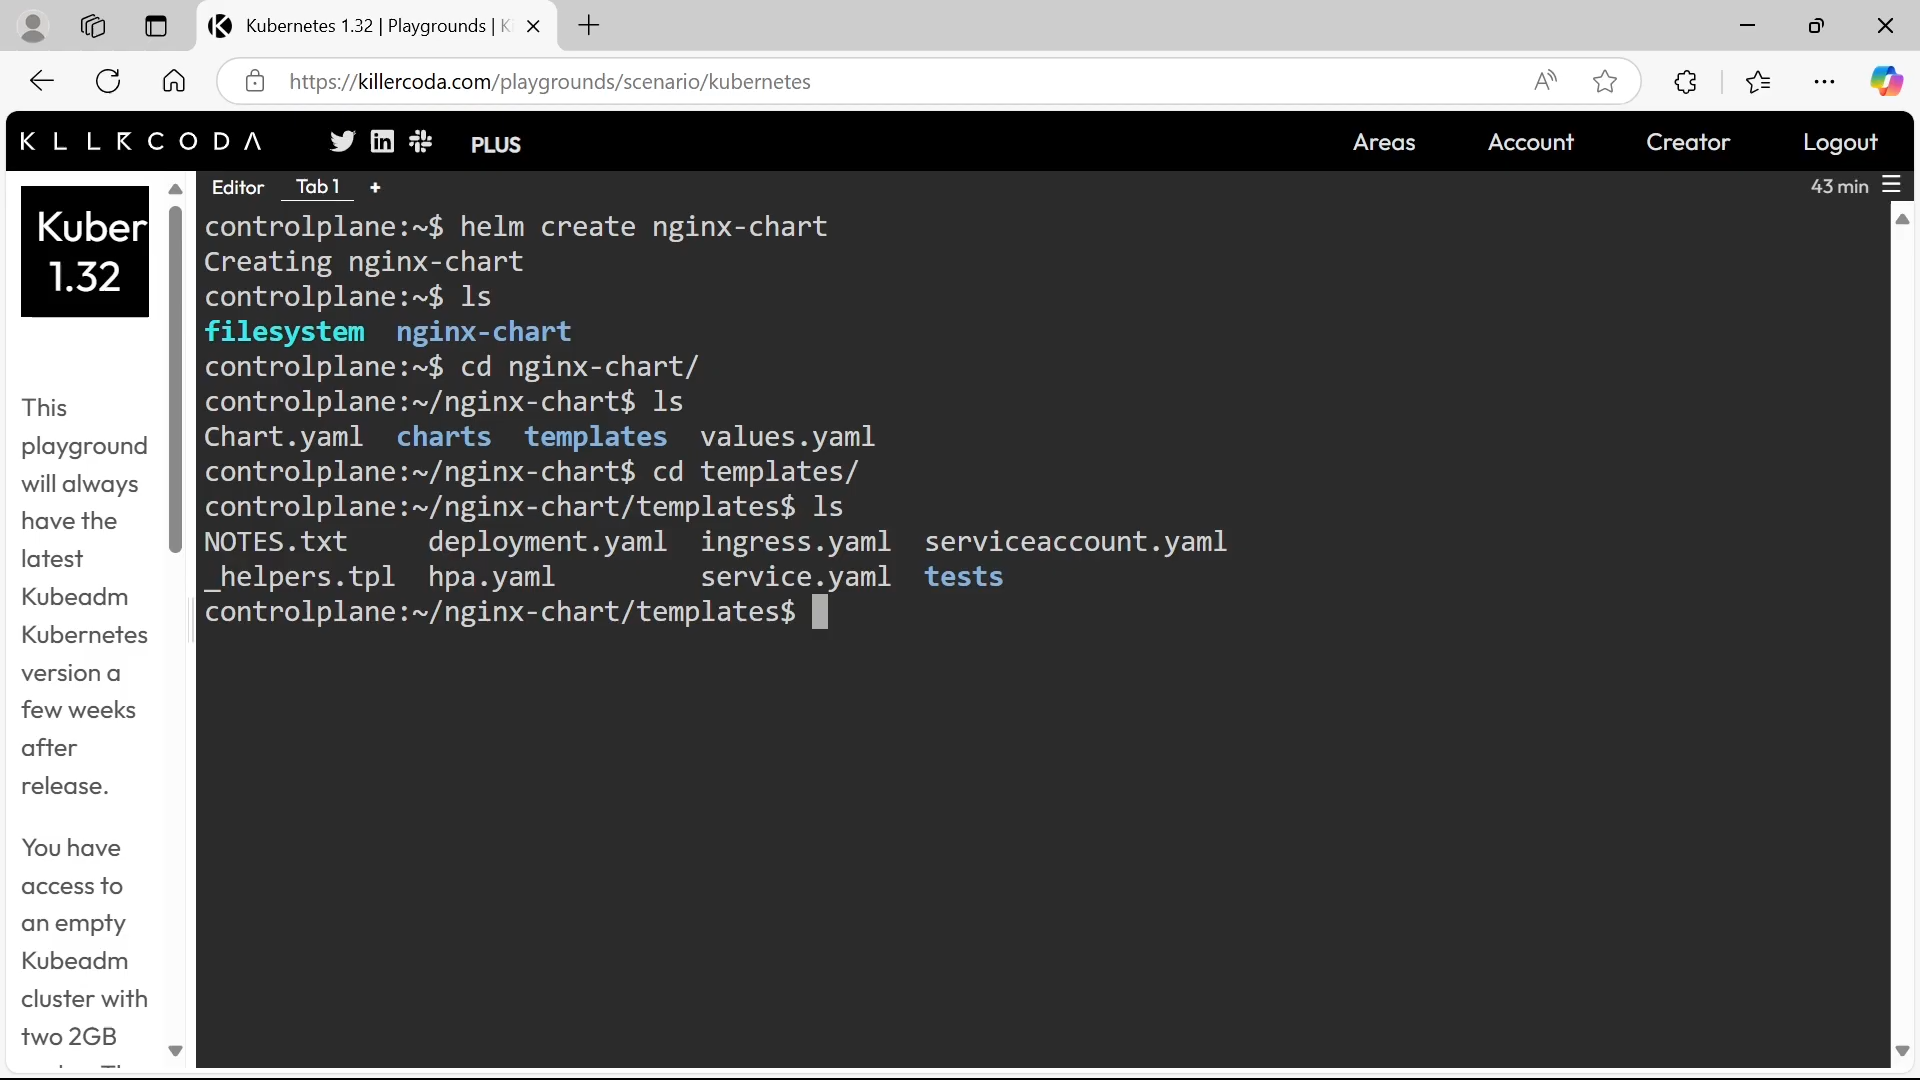 Kubernetes 1.32 | Playgrounds | Ki
https://killercoda.com/playgrounds/scenario/kubernetes
KLLRCODA
PLUS
Areas
Account
Creator
Logout
Kuber
1.32
This
playground
will always
have the
latest
Kubeadm
Kubernetes
version a
few weeks
after
release.
You have
access to
an empty
Kubeadm
cluster with
two 2GB
Editor Tab 1 +
43 min
controlplane:~$ helm create nginx-chart
Creating nginx-chart
controlplane:~$ ls
filesystem nginx-chart
controlplane:~$ cd nginx-chart/
controlplane:~/nginx-chart$ ls
Chart.yaml charts templates values.yaml
controlplane:~/nginx-chart$ cd templates/
controlplane:~/nginx-chart/templates$ ls
NOTES.txt deployment.yaml ingress.yaml serviceaccount.yaml
_helpers.tpl hpa.yaml service.yaml tests
controlplane:~/nginx-chart/templates$